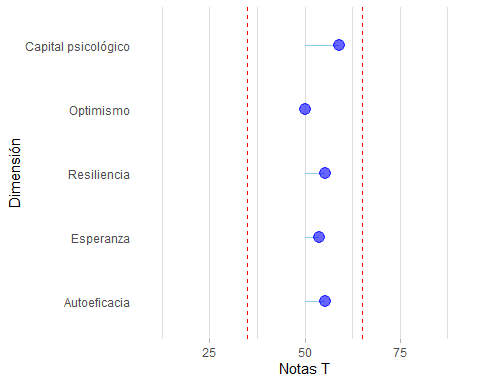 Capital psicológico
Optimismo
Resiliencia
Esperanza
Autoeficacia
Dimensión
25
50
75
Notas T